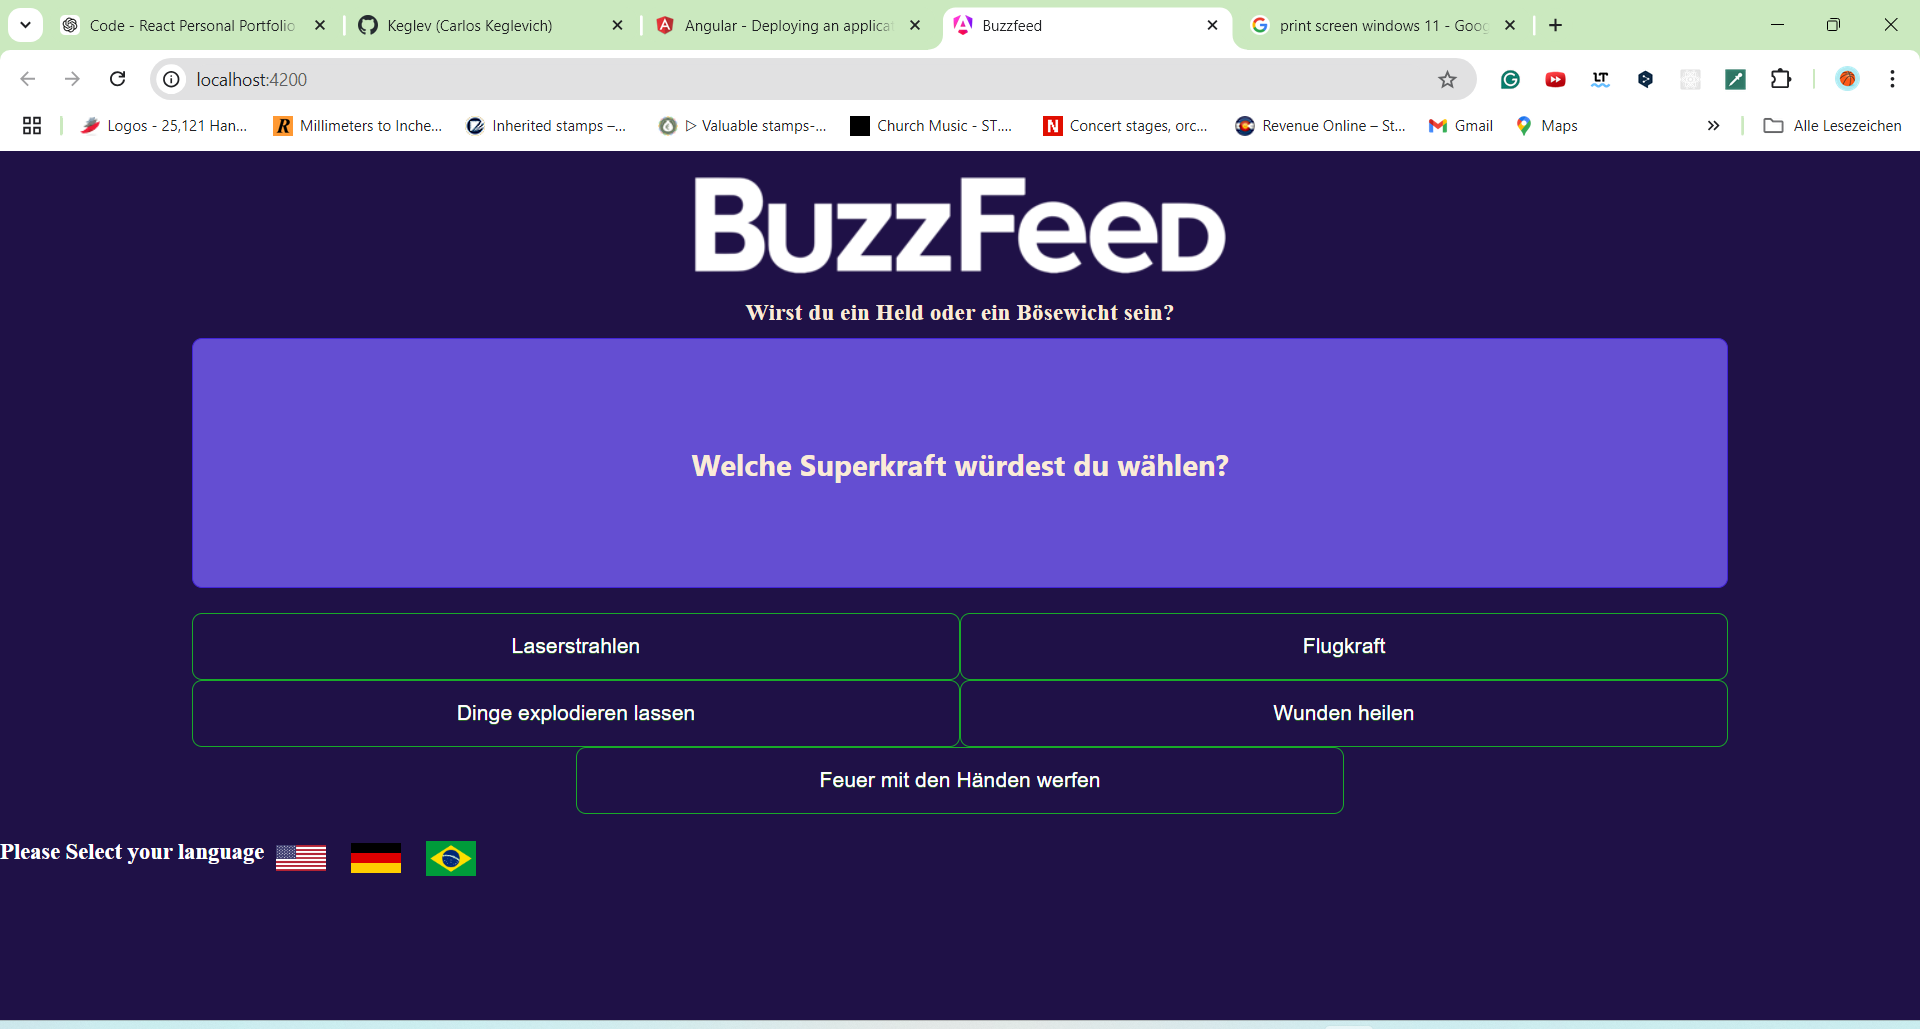 Code - React Personal Portfolio
Keglev (Carlos Keglevich)
Angular - Deploying an applica
Buzzfeed
print screen windows 11 - Goog
localhost:4200
Logos - 25,121 Han...
Millimeters to Inche...
Inherited stamps –...
▷ Valuable stamps-...
Church Music - ST....
Concert stages, orc...
Revenue Online – St...
Gmail
Maps
Alle Lesezeichen
BuzzFeed
Wirst du ein Held oder ein Bösewicht sein?
Welche Superkraft würdest du wählen?
Laserstrahlen
Flugkraft
Dinge explodieren lassen
Wunden heilen
Feuer mit den Händen werfen
Please Select your language